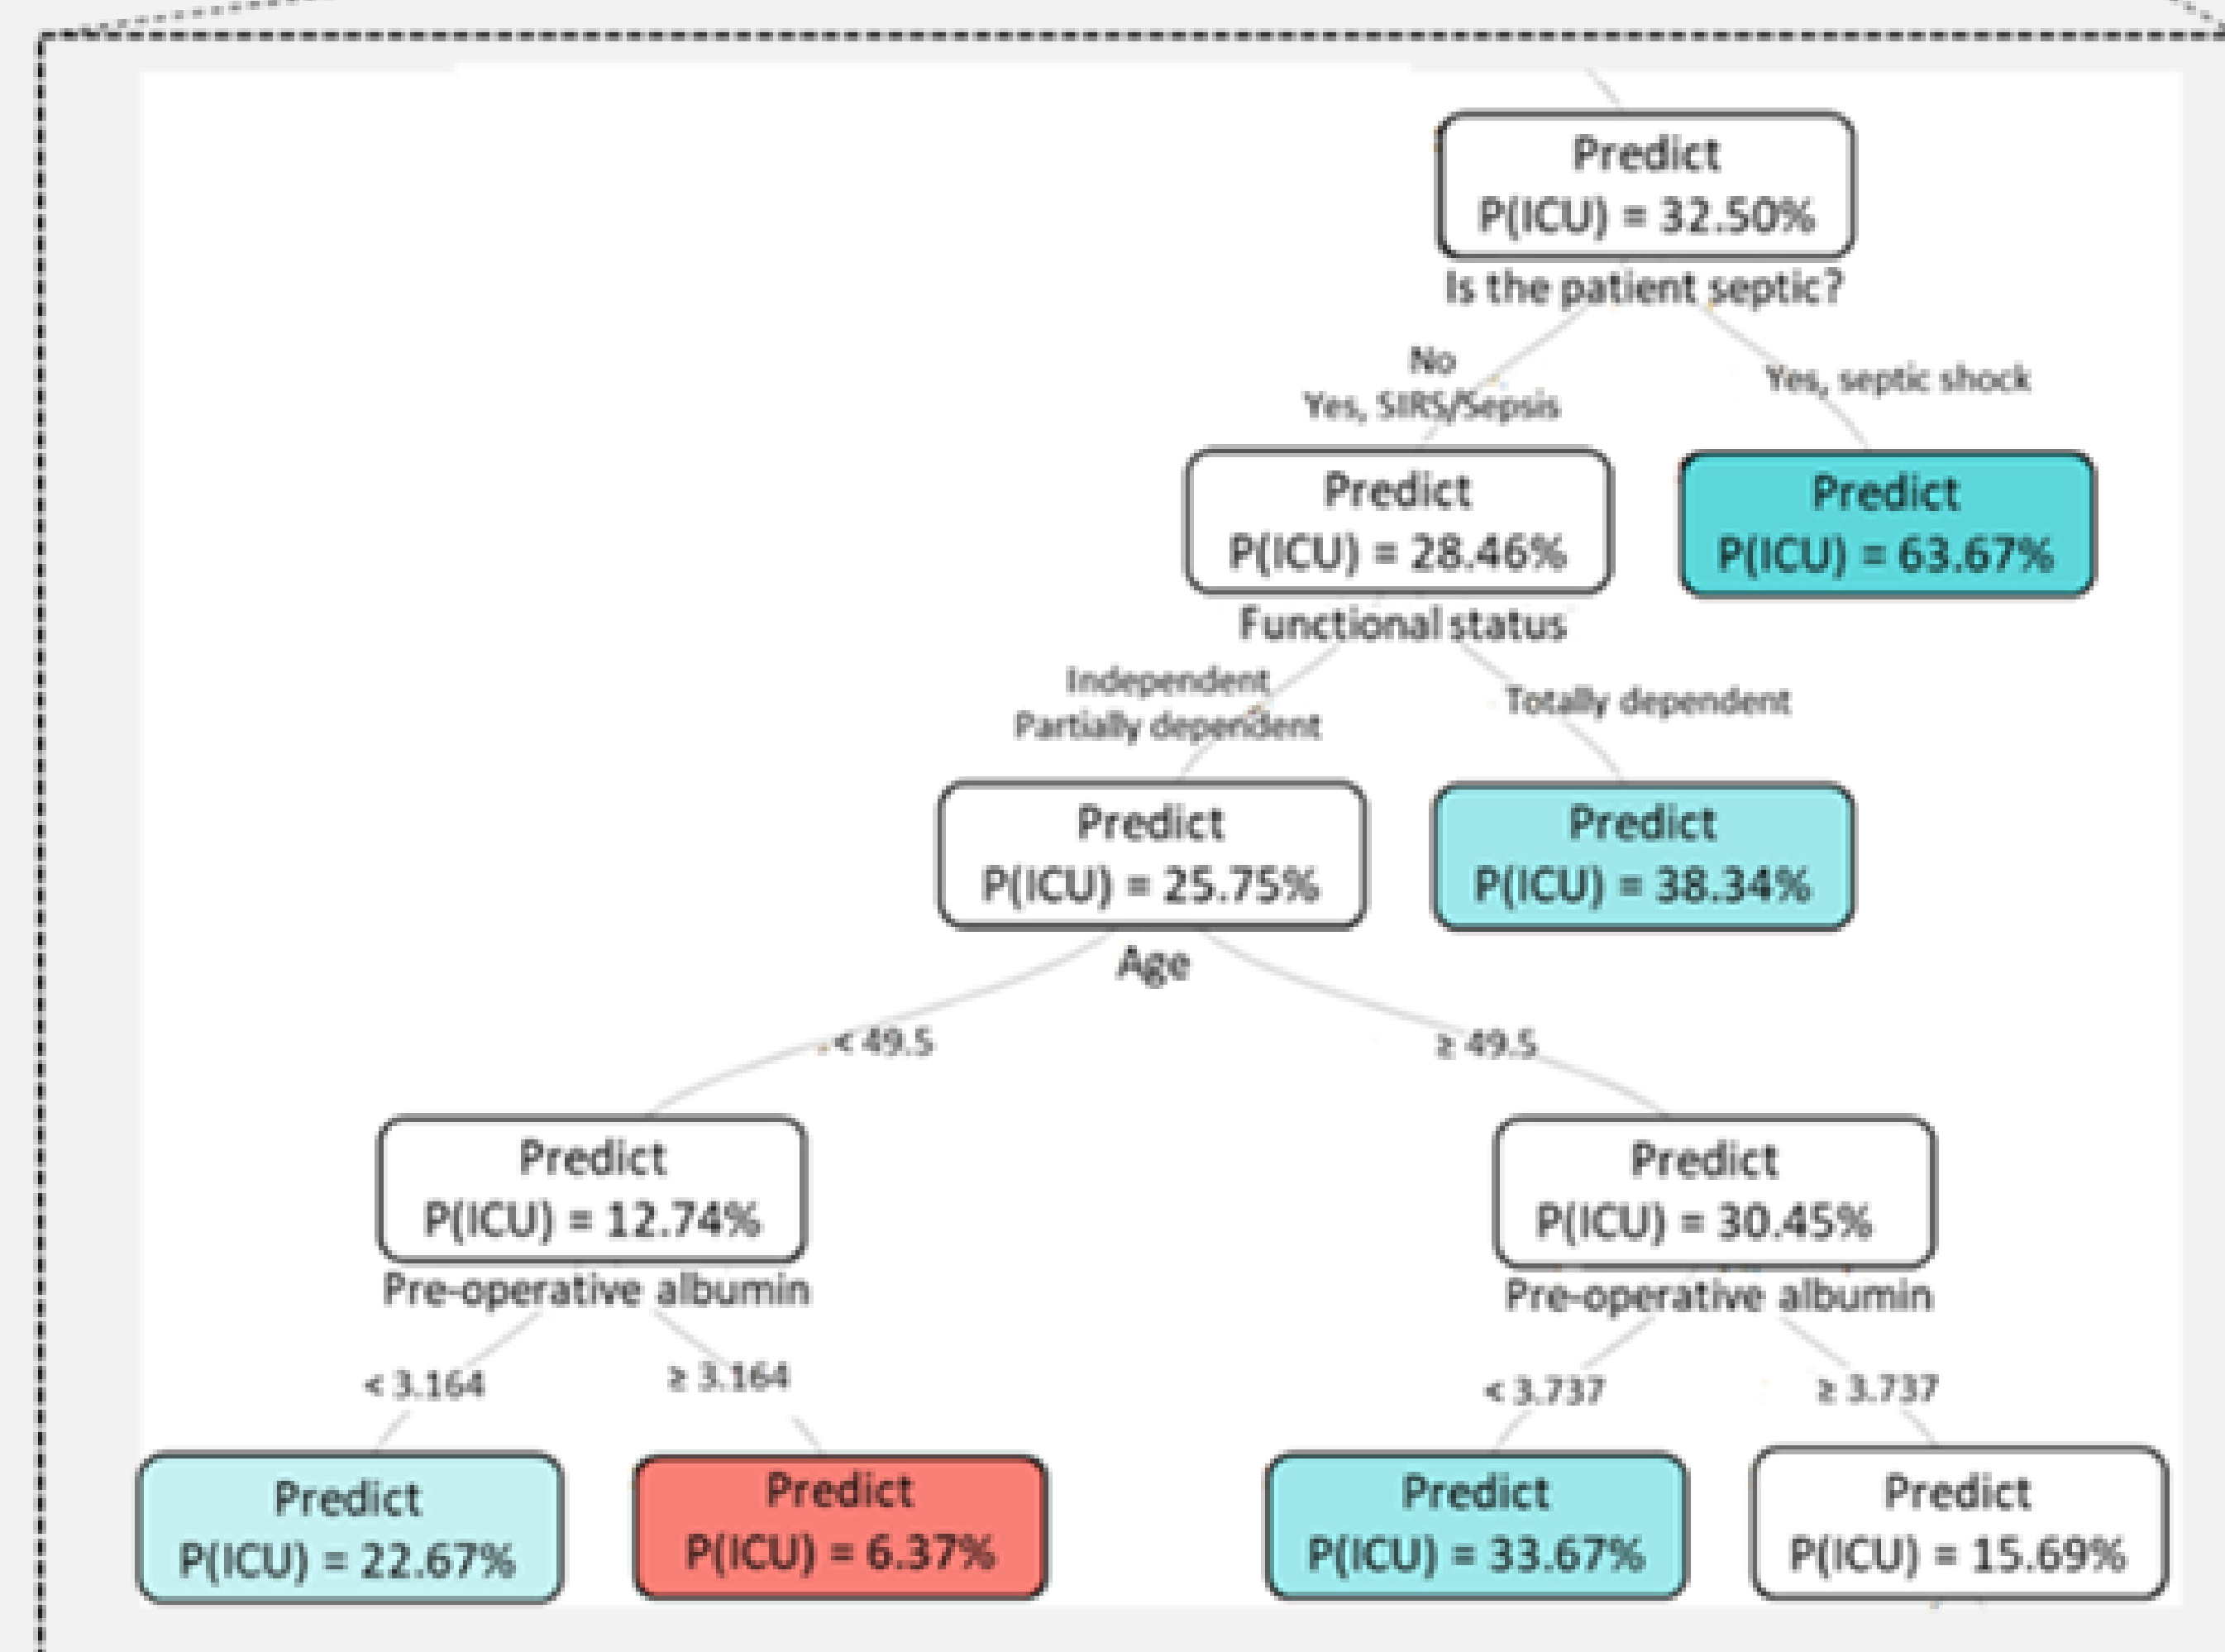 Predict
P(ICU) = 32.50%
Is the patient septic?
No
Yes, SIRS/Sepsis
Yes, septic shock
Predict
P(ICU) = 28.46%
Predict
P(ICU) = 63.67%
Functional status
Independent
Partially dependent
Totally dependent
Predict
P(ICU) = 25.75%
Predict
P(ICU) = 38.34%
Age
< 49.5
≥ 49.5
Predict
P(ICU) = 12.74%
Predict
P(ICU) = 30.45%
Pre-operative albumin
Pre-operative albumin
< 3.164
≥ 3.164
< 3.737
≥ 3.737
Predict
P(ICU) = 22.67%
Predict
P(ICU) = 6.37%
Predict
P(ICU) = 33.67%
Predict
P(ICU) = 15.69%